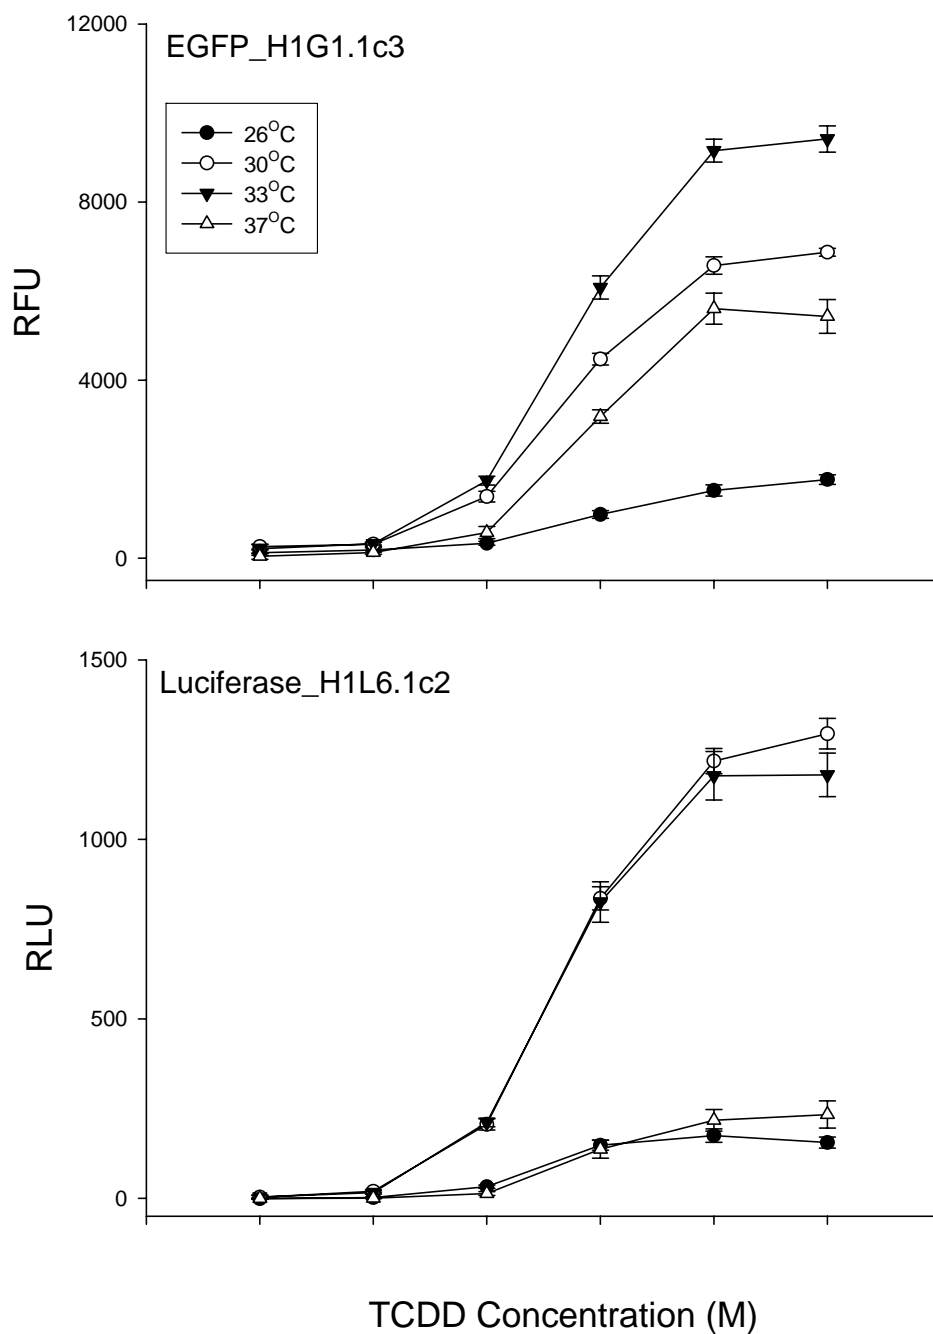 12000
EGFP_H1G1.1c3
26°C
30°C
33°C
37°C
8000
RFU
4000
0
1500
Luciferase_H1L6.1c2
1000
RLU
500
0
TCDD Concentration (M)